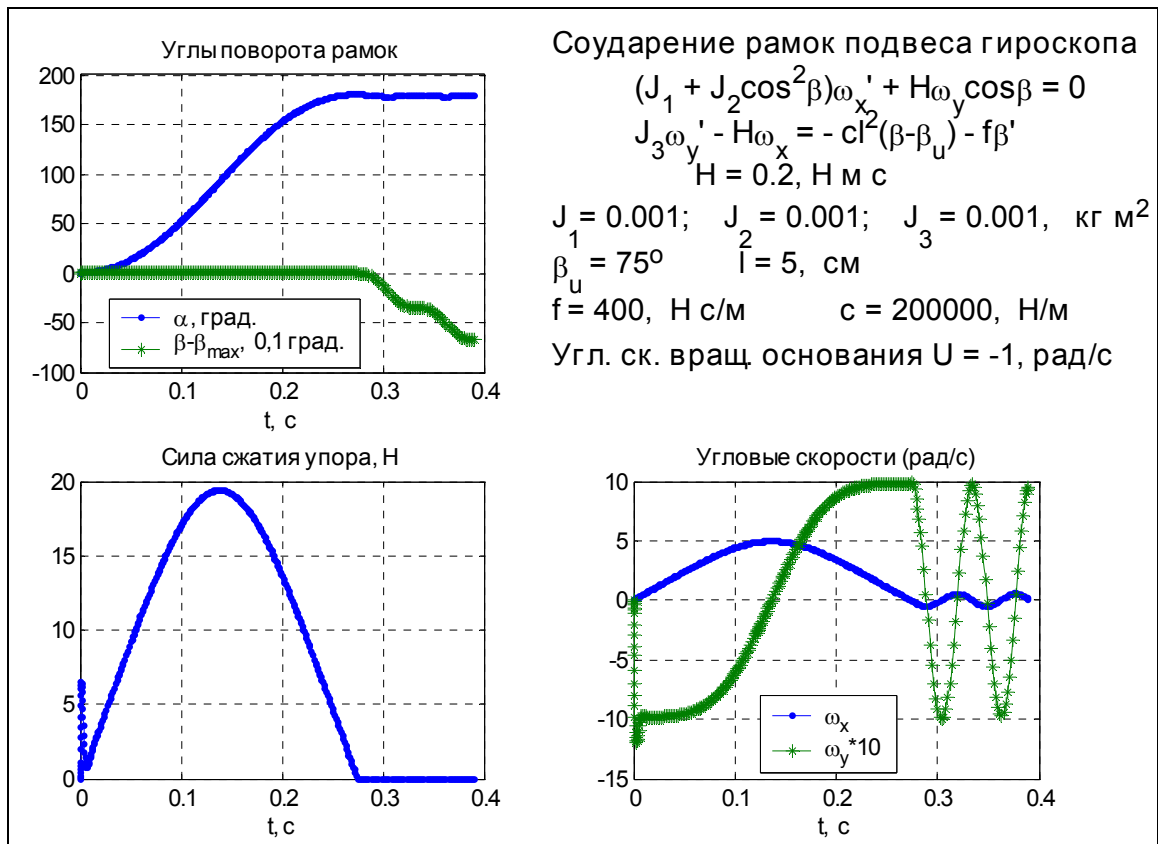 Углы поворота рамок
200
150
100
50
0
-50
-100
α, град.
β-βmax, 0,1 град.
0 0.1 0.2 0.3 0.4
t, с
Соударение рамок подвеса гироскопа
(J₁ + J₂cos²β)ωₓ' + Hω_y cosβ = 0
J₃ω_y' - Hωₓ = - cl²(β-βᵤ) - fβ'
H = 0.2, Н м с
J₁ = 0.001; J₂ = 0.001; J₃ = 0.001, кг м²
βᵤ = 75º l = 5, см
f = 400, Н с/м c = 200000, Н/м
Угл. ск. вращ. основания U = -1, рад/с
Сила сжатия упора, Н
20
15
10
5
0
0 0.1 0.2 0.3 0.4
t, с
Угловые скорости (рад/с)
10
5
0
-5
-10
-15
ωₓ
ω_y*10
0 0.1 0.2 0.3 0.4
t, с